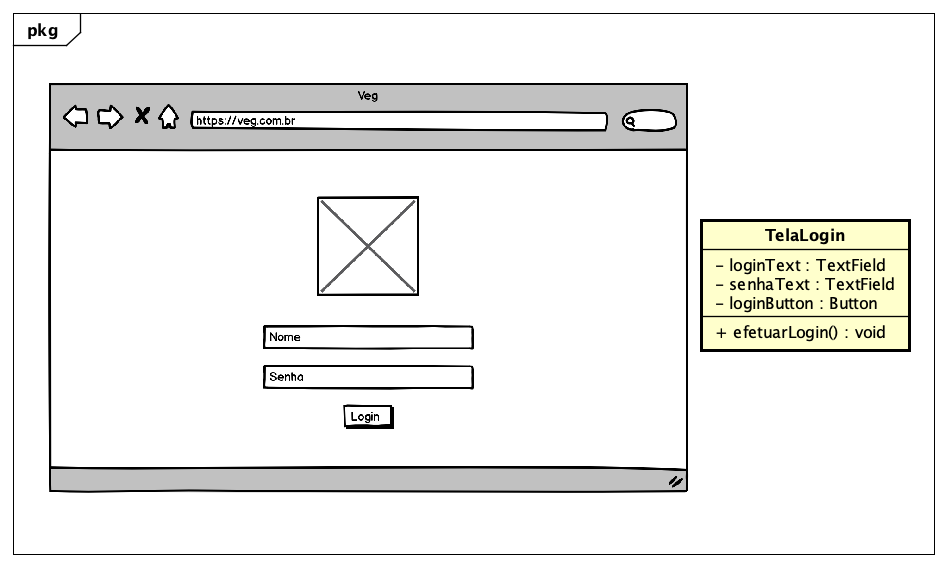 pkg
Veg
https://veg.com.br
Nome
Senha
Login
TelaLogin
- loginText : TextField
- senhaText : TextField
- loginButton : Button
+ efetuarLogin() : void